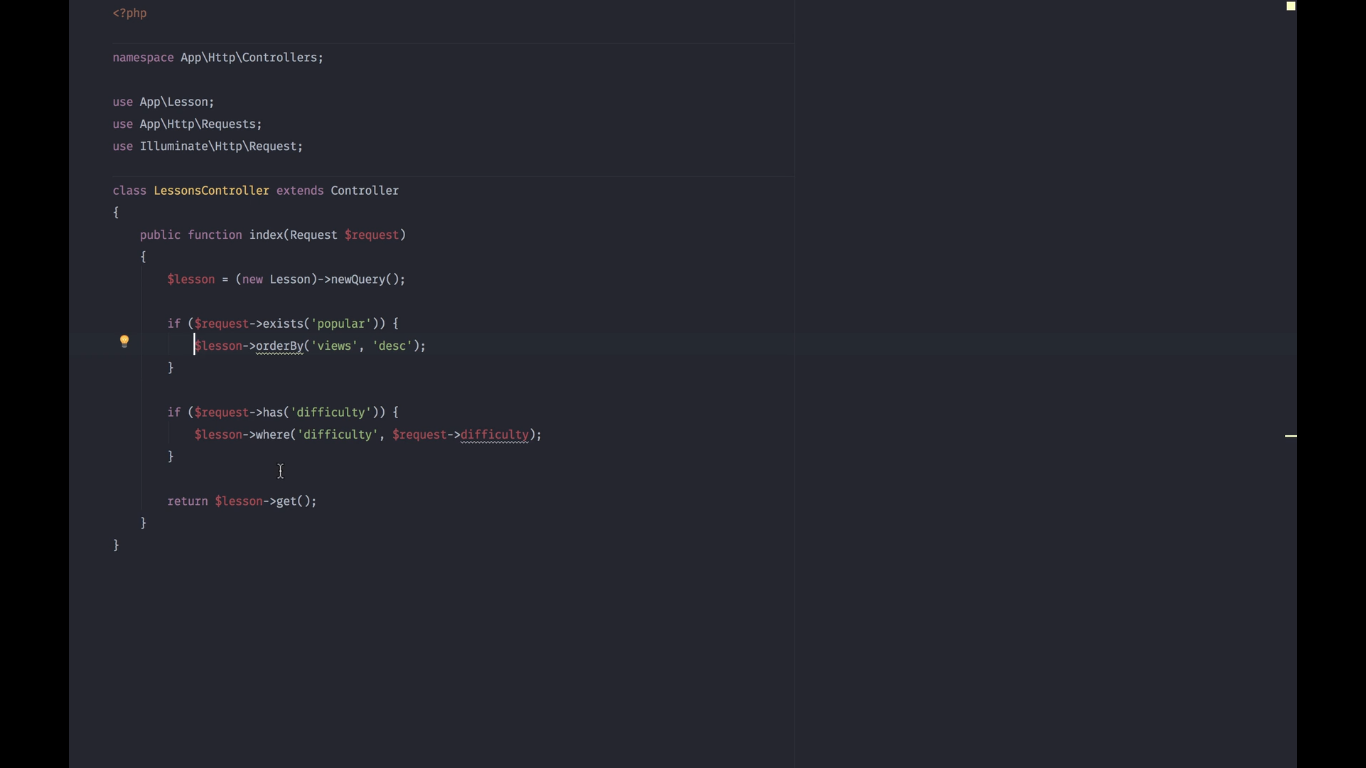 <?php
namespace App\Http\Controllers;
use App\Lesson;
use App\Http\Requests;
use Illuminate\Http\Request;
class LessonsController extends Controller
{
    public function index(Request $request)
    {
        $lesson = (new Lesson)->newQuery();
        if ($request->exists('popular')) {
            $lesson->orderBy('views', 'desc');
        }
        if ($request->has('difficulty')) {
            $lesson->where('difficulty', $request->difficulty);
        }
        return $lesson->get();
    }
}